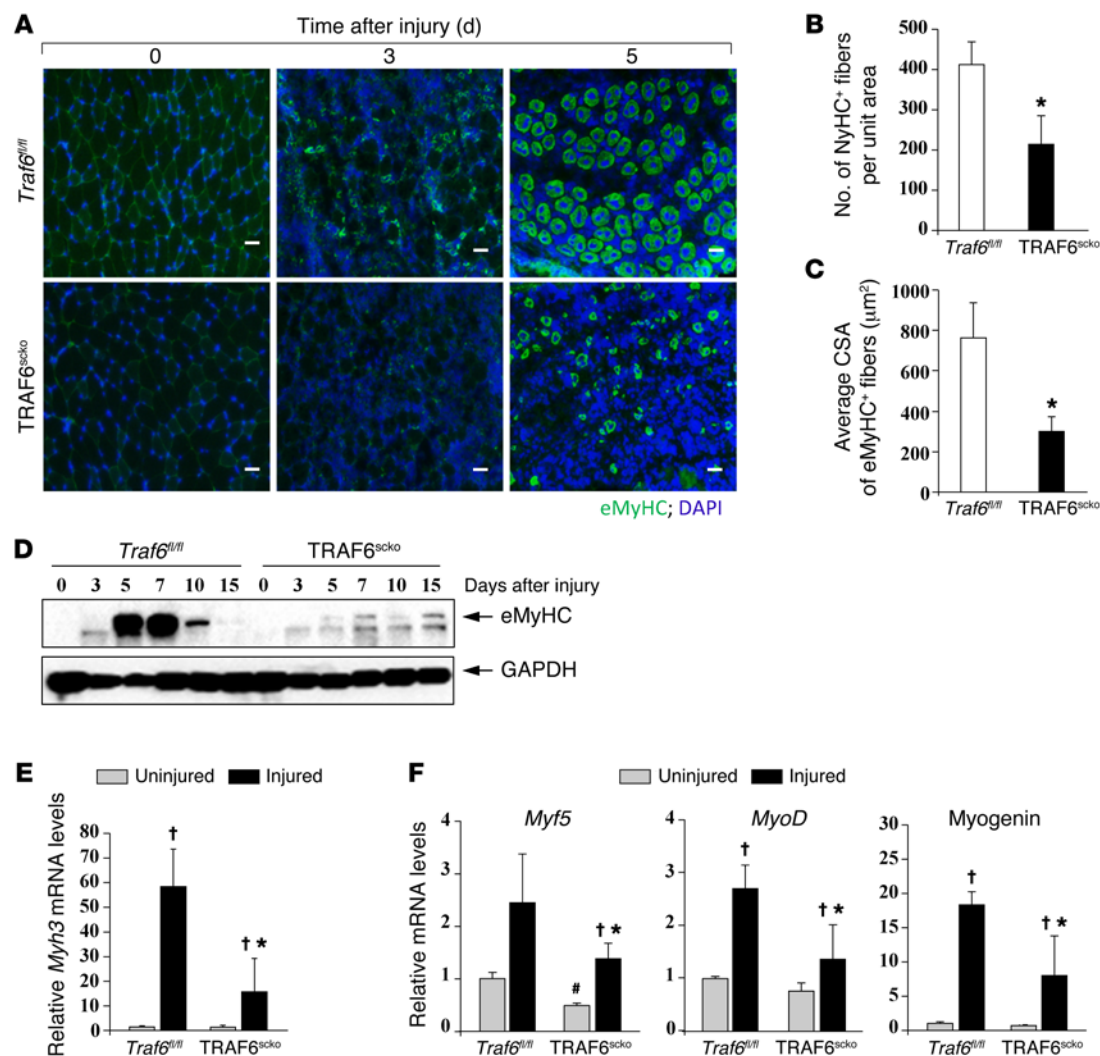 A
Time after injury (d)
0 3 5
Traf6fl/fl
TRAF6scko
eMyHC; DAPI
B
No. of NyHC+ fibers
per unit area
500
400
300
200
100
0
*
Traf6fl/fl TRAF6scko
C
Average CSA
of eMyHC+ fibers (μm2)
1000
800
600
400
200
0
*
Traf6fl/fl TRAF6scko
D
Traf6fl/fl TRAF6scko
0 3 5 7 10 15 0 3 5 7 10 15 Days after injury
eMyHC
GAPDH
E
Uninjured Injured
Relative Myh3 mRNA levels
80
70
60
50
40
30
20
10
0
†
† *
Traf6fl/fl TRAF6scko
F
Uninjured Injured
Relative mRNA levels
Myf5
4
3
2
1
0
#
† *
Traf6fl/fl TRAF6scko
MyoD
4
3
2
1
0
†
† *
Traf6fl/fl TRAF6scko
Myogenin
30
25
20
15
10
5
0
†
† *
Traf6fl/fl TRAF6scko